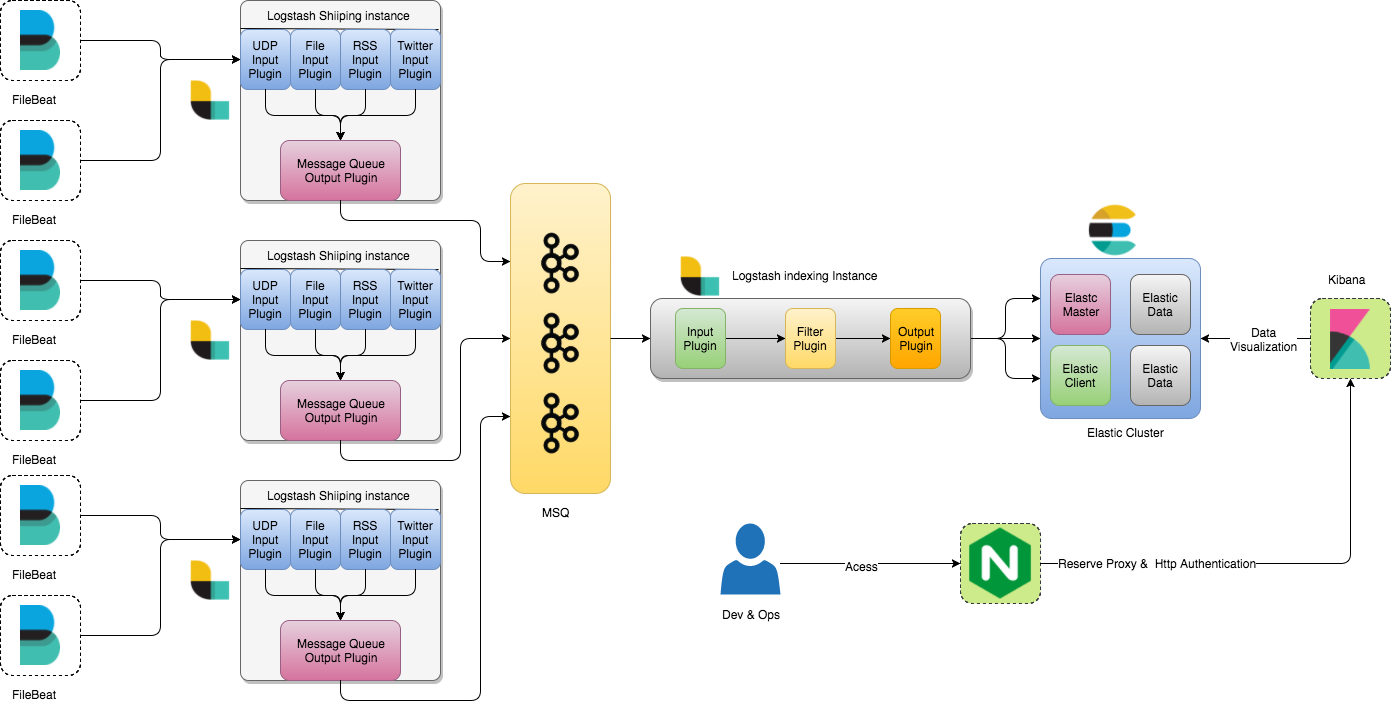 Logstash Shiiping instance
UDP
Input
Plugin
File
Input
Plugin
RSS
Input
Plugin
Twitter
Input
Plugin
FileBeat
Message Queue
Output Plugin
FileBeat
Logstash Shiiping instance
UDP
Input
Plugin
File
Input
Plugin
RSS
Input
Plugin
Twitter
Input
Plugin
FileBeat
Message Queue
Output Plugin
FileBeat
Logstash Shiiping instance
UDP
Input
Plugin
File
Input
Plugin
RSS
Input
Plugin
Twitter
Input
Plugin
FileBeat
Message Queue
Output Plugin
FileBeat
MSQ
Logstash indexing Instance
Input
Plugin
Filter
Plugin
Output
Plugin
Elastc
Master
Elastic
Data
Elastic
Client
Elastic
Data
Elastic Cluster
Kibana
Data
Visualization
Dev & Ops
Acess
N
Reserve Proxy &  Http Authentication